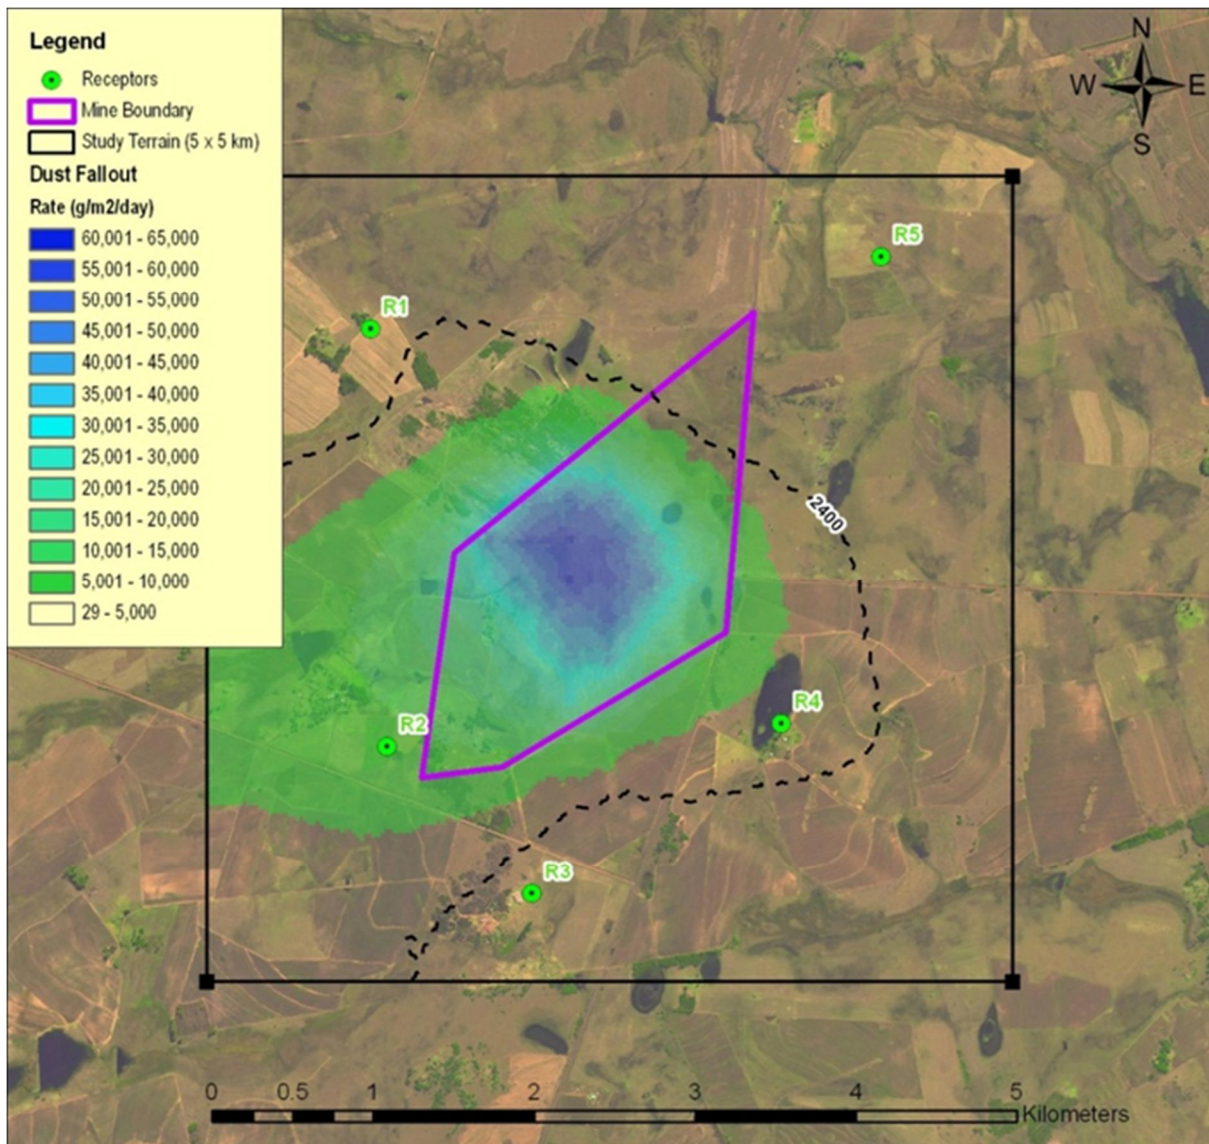 Legend
Receptors
Mine Boundary
Study Terrain (5 x 5 km)
Dust Fallout
Rate (g/m2/day)
60,001 - 65,000
55,001 - 60,000
50,001 - 55,000
45,001 - 50,000
40,001 - 45,000
35,001 - 40,000
30,001 - 35,000
25,001 - 30,000
20,001 - 25,000
15,001 - 20,000
10,001 - 15,000
5,001 - 10,000
29 - 5,000
N
W E
S
R5
R1
2400
R4
R2
R3
0 0.5 1 2 3 4 5
Kilometers